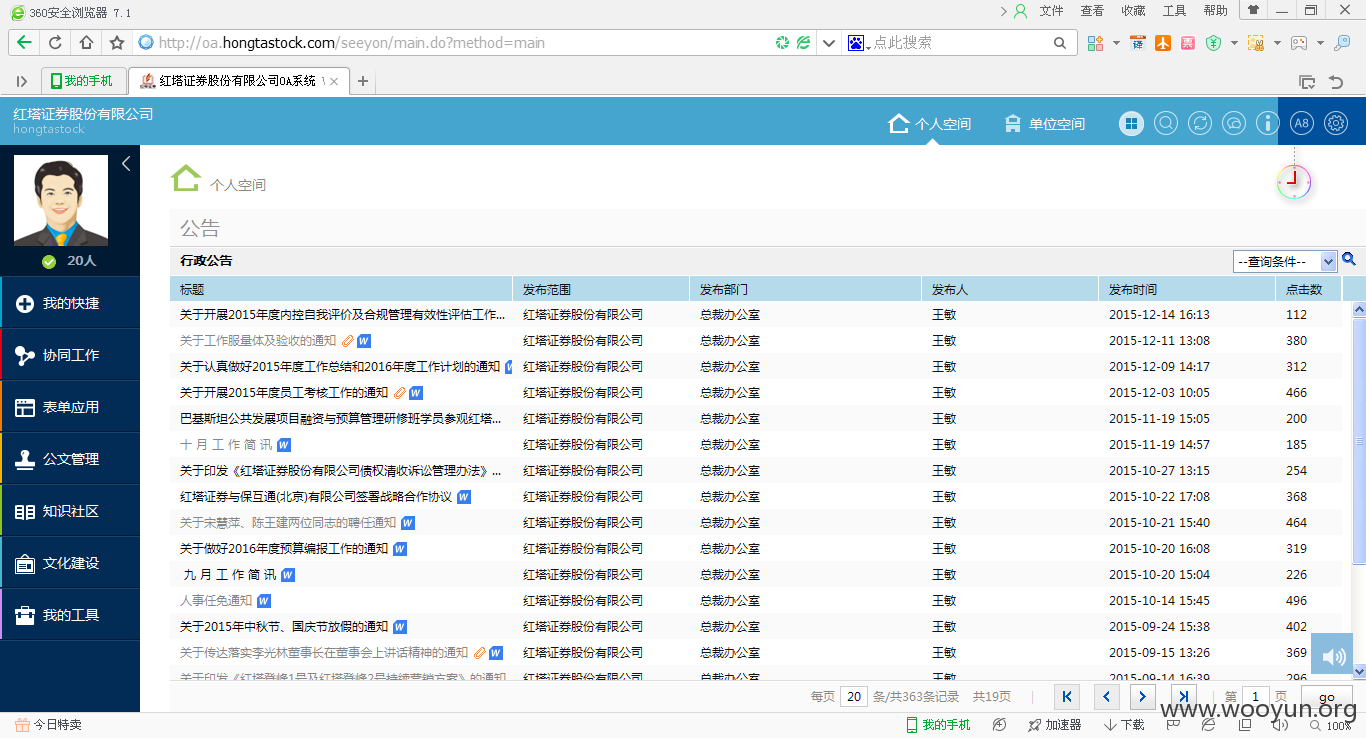 360安全浏览器 7.1
文件 查看 收藏 工具 帮助
http://oa.hongtastock.com/seeyon/main.do?method=main
点此搜索
译
票
我的手机
红塔证券股份有限公司OA系统
红塔证券股份有限公司
hongtastock
个人空间
单位空间
A8
20人
我的快捷
协同工作
表单应用
公文管理
知识社区
文化建设
我的工具
个人空间
公告
行政公告
--查询条件--
标题 发布范围 发布部门 发布人 发布时间 点击数
关于开展2015年度内控自我评价及合规管理有效性评估工作... 红塔证券股份有限公司 总裁办公室 王敏 2015-12-14 16:13 112
关于工作服量体及验收的通知 红塔证券股份有限公司 总裁办公室 王敏 2015-12-11 13:08 380
关于认真做好2015年度工作总结和2016年度工作计划的通知 红塔证券股份有限公司 总裁办公室 王敏 2015-12-09 14:17 312
关于开展2015年度员工考核工作的通知 红塔证券股份有限公司 总裁办公室 王敏 2015-12-03 10:05 466
巴基斯坦公共发展项目融资与预算管理研修班学员参观红塔... 红塔证券股份有限公司 总裁办公室 王敏 2015-11-19 15:05 200
十 月 工 作 简 讯 红塔证券股份有限公司 总裁办公室 王敏 2015-11-19 14:57 185
关于印发《红塔证券股份有限公司债权清收诉讼管理办法》... 红塔证券股份有限公司 总裁办公室 王敏 2015-10-27 13:15 254
红塔证券与保互通(北京)有限公司签署战略合作协议 红塔证券股份有限公司 总裁办公室 王敏 2015-10-22 17:08 368
关于宋慧萍、陈王建两位同志的聘任通知 红塔证券股份有限公司 总裁办公室 王敏 2015-10-21 15:40 464
关于做好2016年度预算编报工作的通知 红塔证券股份有限公司 总裁办公室 王敏 2015-10-20 16:08 319
九 月 工 作 简 讯 红塔证券股份有限公司 总裁办公室 王敏 2015-10-20 15:04 226
人事任免通知 红塔证券股份有限公司 总裁办公室 王敏 2015-10-14 15:45 496
关于2015年中秋节、国庆节放假的通知 红塔证券股份有限公司 总裁办公室 王敏 2015-09-24 15:38 402
关于传达落实李光林董事长在董事会上讲话精神的通知 红塔证券股份有限公司 总裁办公室 王敏 2015-09-15 13:26 369
关于印发《红塔登峰1号及红塔登峰2号持续营销方案》的通知 红塔证券股份有限公司 总裁办公室 王敏 2015-09-14 16:39 296
每页 20 条/共363条记录 共19页 第 1 页 go
www.wooyun.org
今日特卖
我的手机 加速器 下载 100%